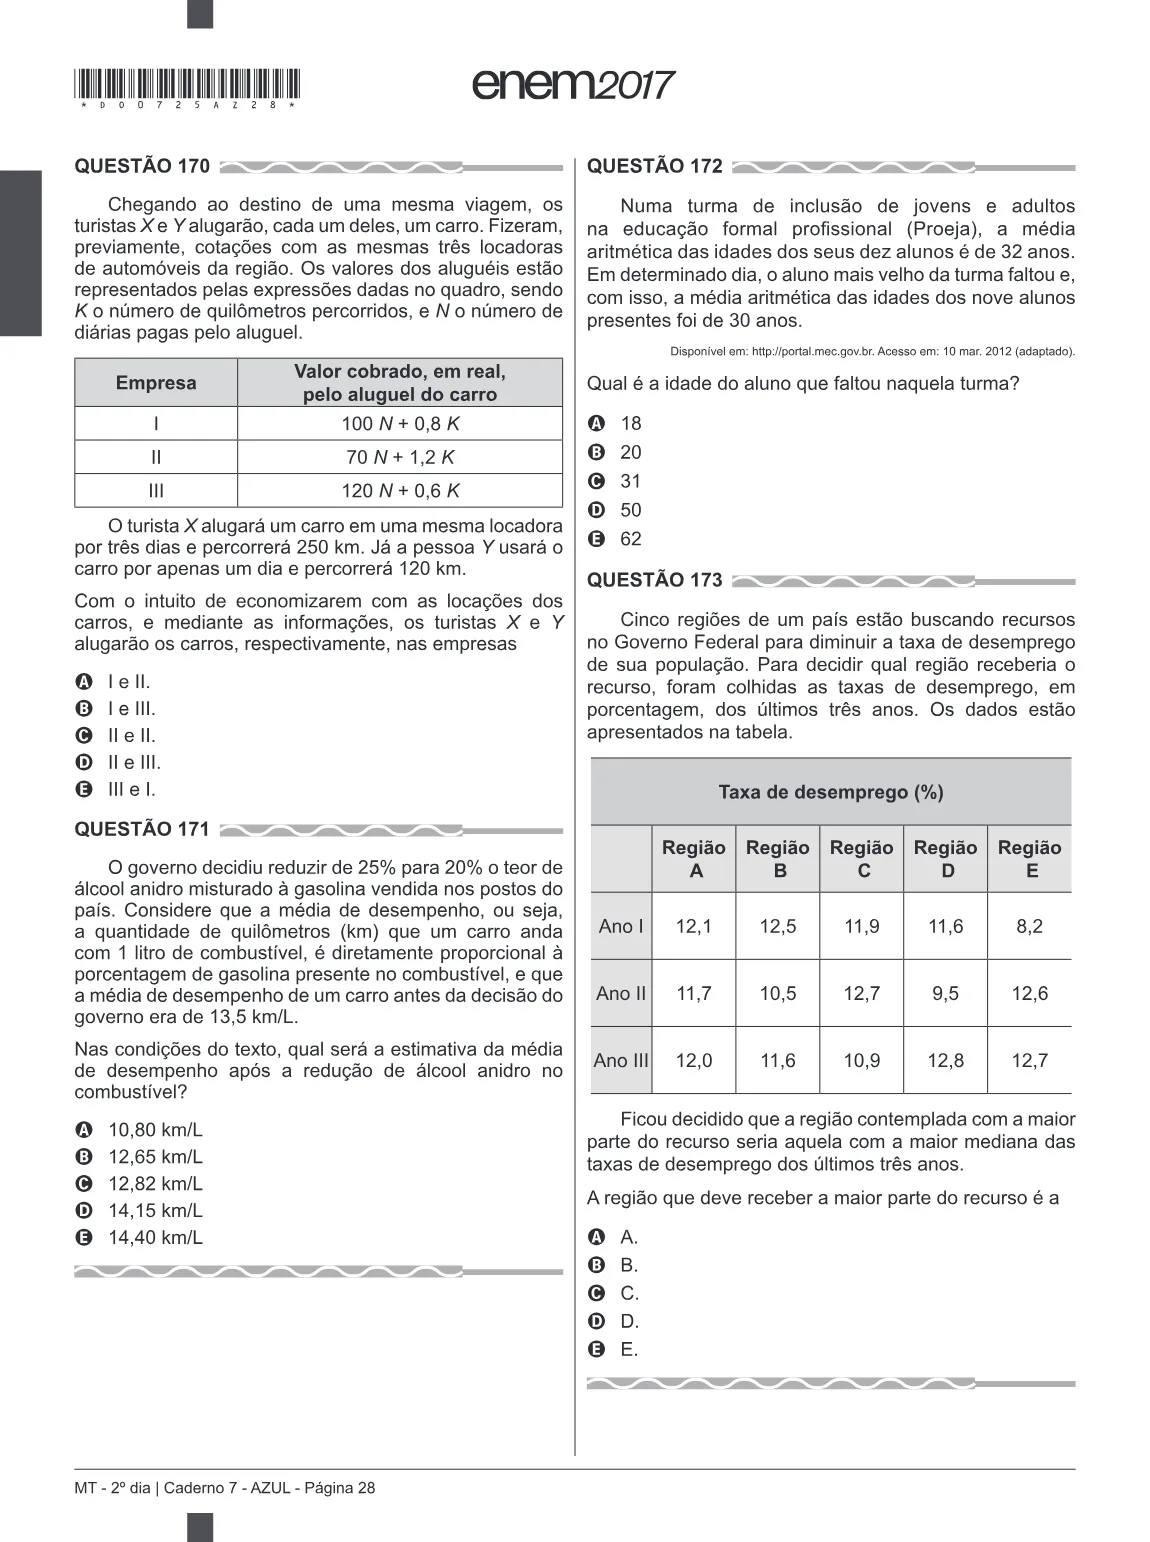 *D00725AZ28*
enem2017
QUESTÃO 170
Chegando ao destino de uma mesma viagem, os
turistas X e Y alugarão, cada um deles, um carro. Fizeram,
previamente, cotações com as mesmas três locadoras
de automóveis da região. Os valores dos aluguéis estão
representados pelas expressões dadas no quadro, sendo
K o número de quilômetros percorridos, e N o número de
diárias pagas pelo aluguel.
Empresa
Valor cobrado, em real,
pelo aluguel do carro
I 100 N + 0,8 K
II 70 N + 1,2 K
III 120 N + 0,6 K
O turista X alugará um carro em uma mesma locadora
por três dias e percorrerá 250 km. Já a pessoa Y usará o
carro por apenas um dia e percorrerá 120 km.
Com o intuito de economizarem com as locações dos
carros, e mediante as informações, os turistas X e Y
alugarão os carros, respectivamente, nas empresas
A I e II.
B I e III.
C II e II.
D II e III.
E III e I.
QUESTÃO 171
O governo decidiu reduzir de 25% para 20% o teor de
álcool anidro misturado à gasolina vendida nos postos do
país. Considere que a média de desempenho, ou seja,
a quantidade de quilômetros (km) que um carro anda
com 1 litro de combustível, é diretamente proporcional à
porcentagem de gasolina presente no combustível, e que
a média de desempenho de um carro antes da decisão do
governo era de 13,5 km/L.
Nas condições do texto, qual será a estimativa da média
de desempenho após a redução de álcool anidro no
combustível?
A 10,80 km/L
B 12,65 km/L
C 12,82 km/L
D 14,15 km/L
E 14,40 km/L
QUESTÃO 172
Numa turma de inclusão de jovens e adultos
na educação formal profissional (Proeja), a média
aritmética das idades dos seus dez alunos é de 32 anos.
Em determinado dia, o aluno mais velho da turma faltou e,
com isso, a média aritmética das idades dos nove alunos
presentes foi de 30 anos.
Disponível em: http://portal.mec.gov.br. Acesso em: 10 mar. 2012 (adaptado).
Qual é a idade do aluno que faltou naquela turma?
A 18
B 20
C 31
D 50
E 62
QUESTÃO 173
Cinco regiões de um país estão buscando recursos
no Governo Federal para diminuir a taxa de desemprego
de sua população. Para decidir qual região receberia o
recurso, foram colhidas as taxas de desemprego, em
porcentagem, dos últimos três anos. Os dados estão
apresentados na tabela.
Taxa de desemprego (%)
Região Região Região Região Região
A B C D E
Ano I 12,1 12,5 11,9 11,6 8,2
Ano II 11,7 10,5 12,7 9,5 12,6
Ano III 12,0 11,6 10,9 12,8 12,7
Ficou decidido que a região contemplada com a maior
parte do recurso seria aquela com a maior mediana das
taxas de desemprego dos últimos três anos.
A região que deve receber a maior parte do recurso é a
A A.
B B.
C C.
D D.
E E.
MT - 2º dia | Caderno 7 - AZUL - Página 28